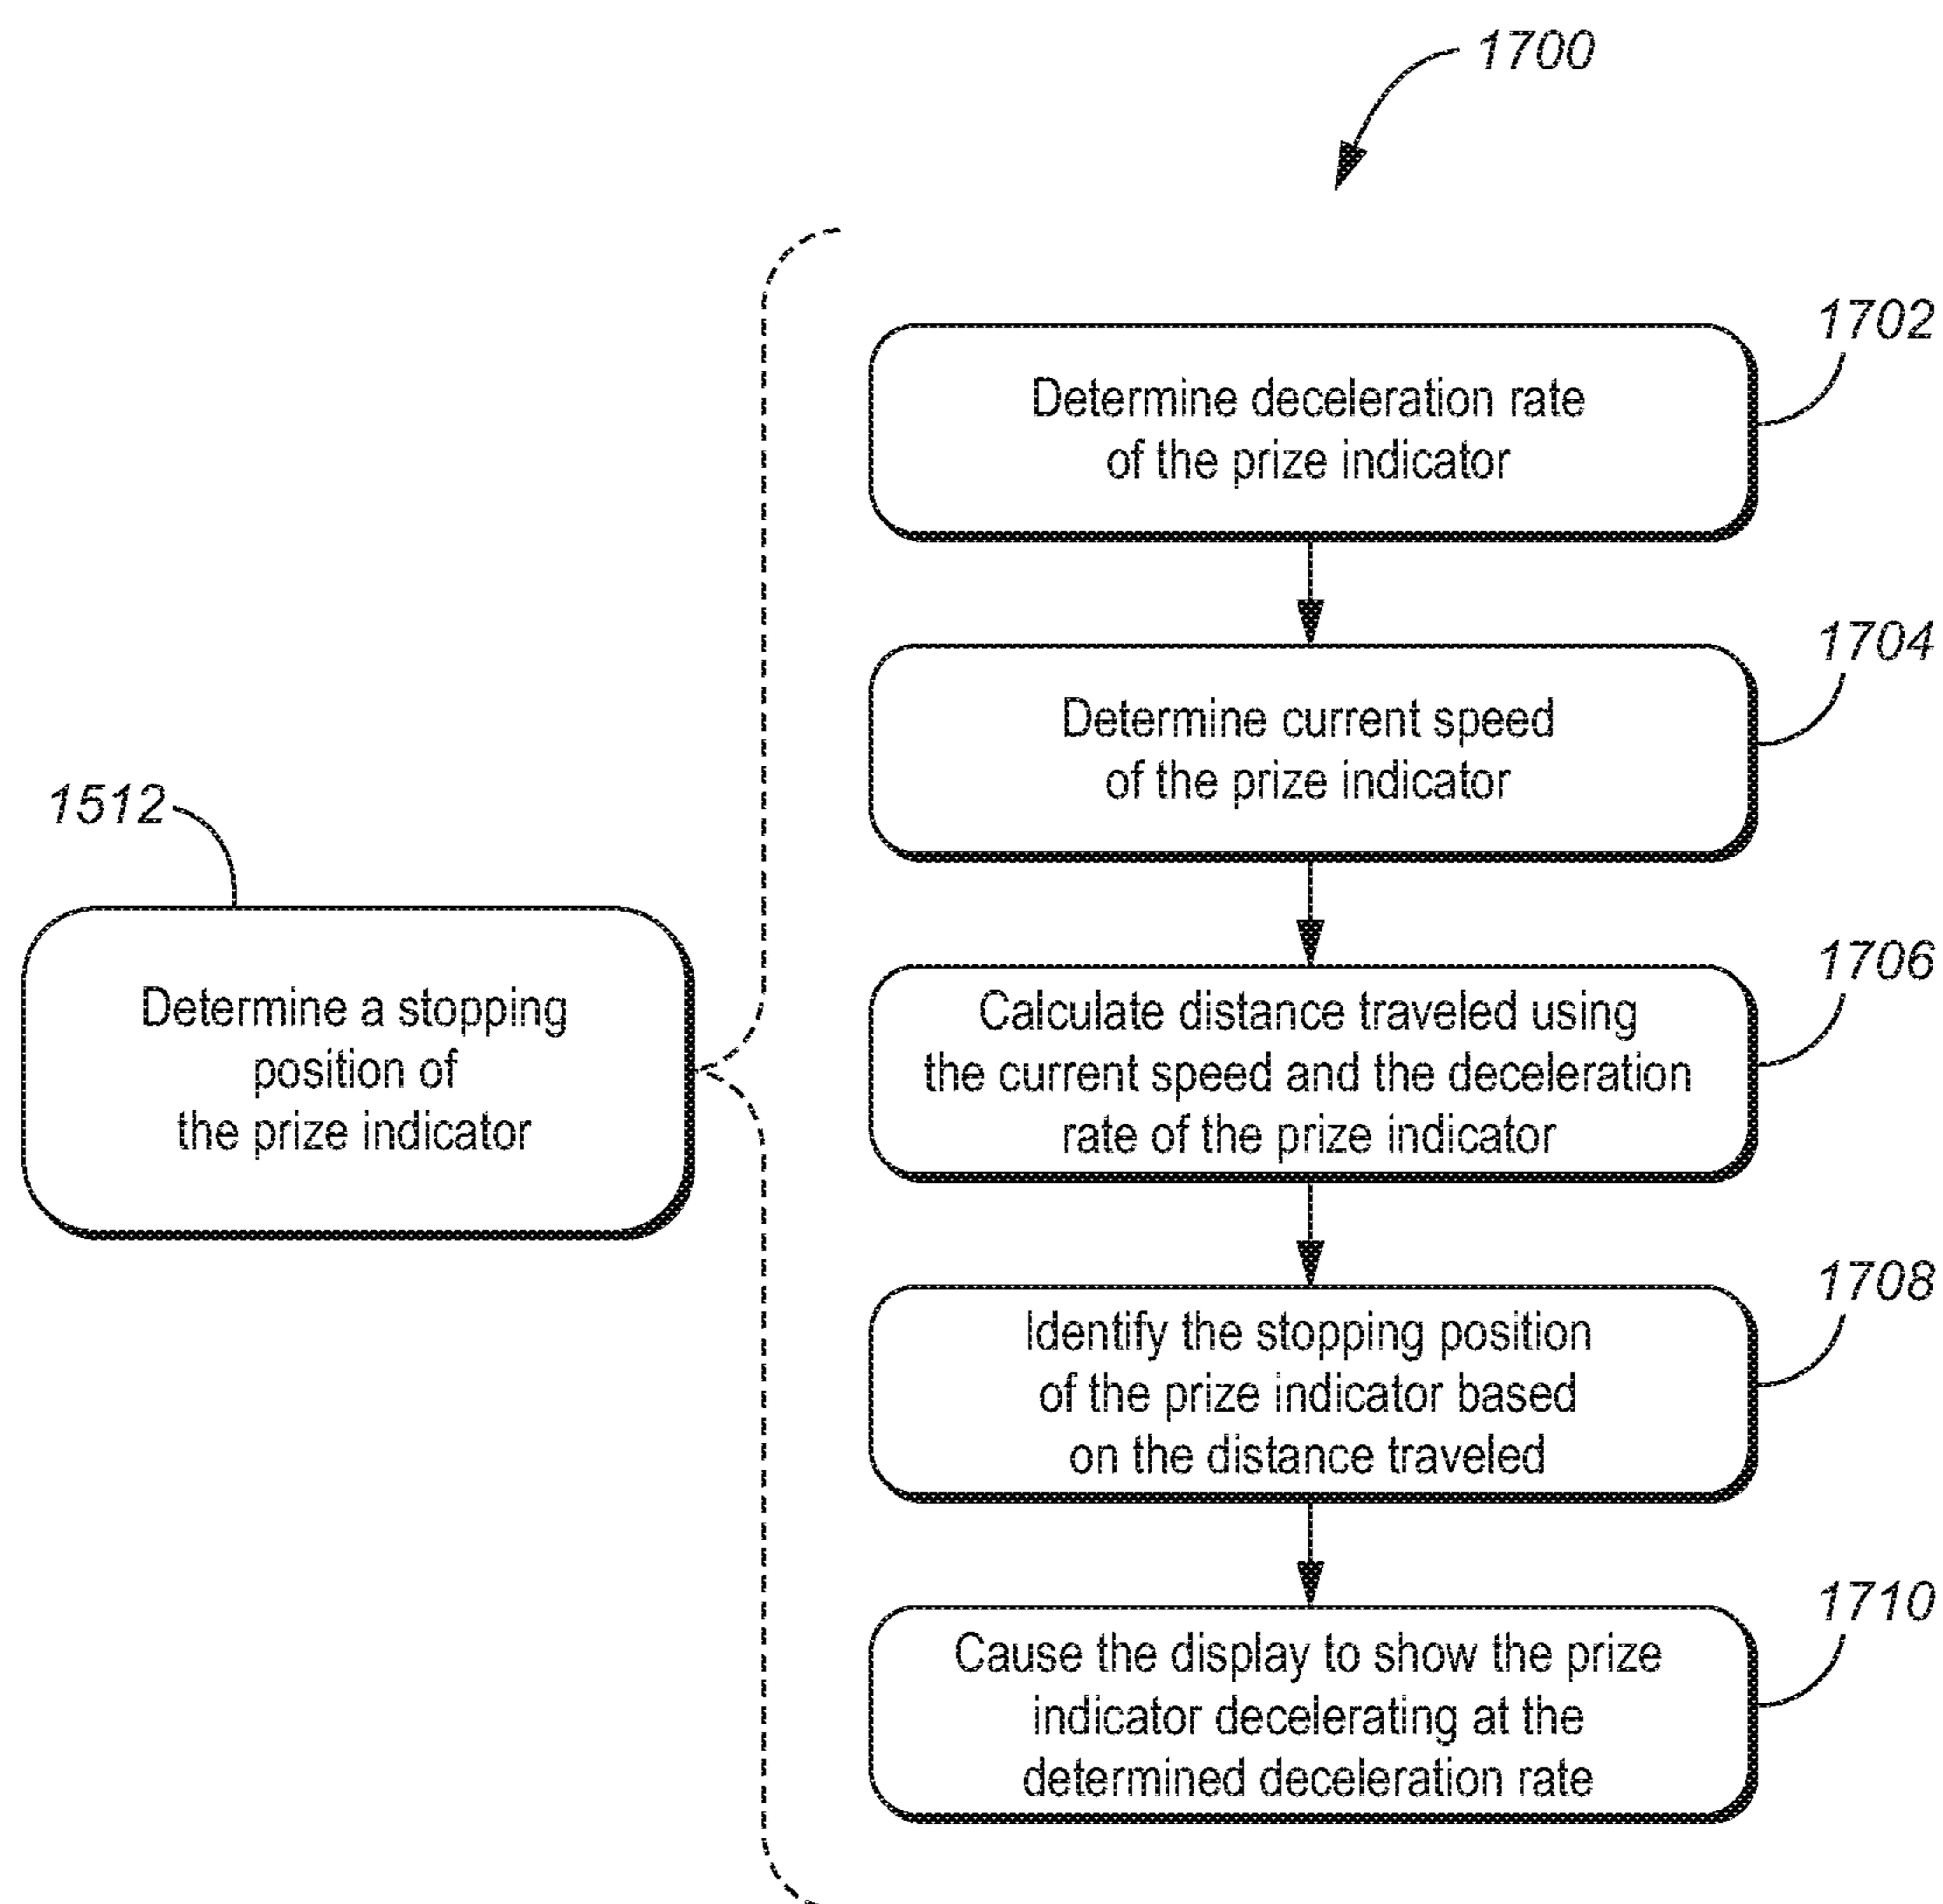 1700
1702
Determine deceleration rate
of the prize indicator
1704
Determine current speed
of the prize indicator
1512
Determine a stopping
position of
the prize indicator
1706
Calculate distance traveled using
the current speed and the deceleration
rate of the prize indicator
1708
Identify the stopping position
of the prize indicator based
on the distance traveled
1710
Cause the display to show the prize
indicator decelerating at the
determined deceleration rate